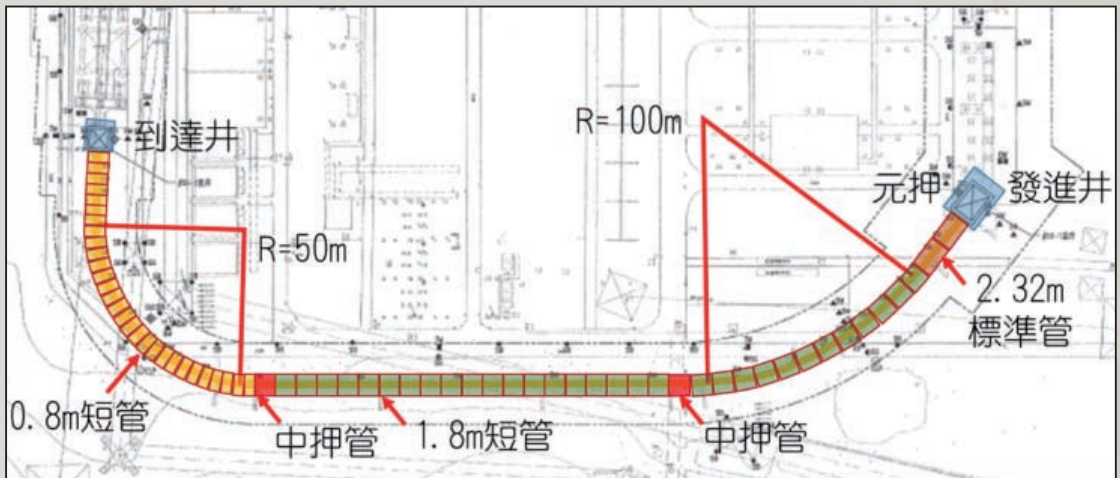 到達井
R=100m
元押
發進井
R=50m
2.32m
標準管
0.8m短管
中押管
1.8m短管
中押管